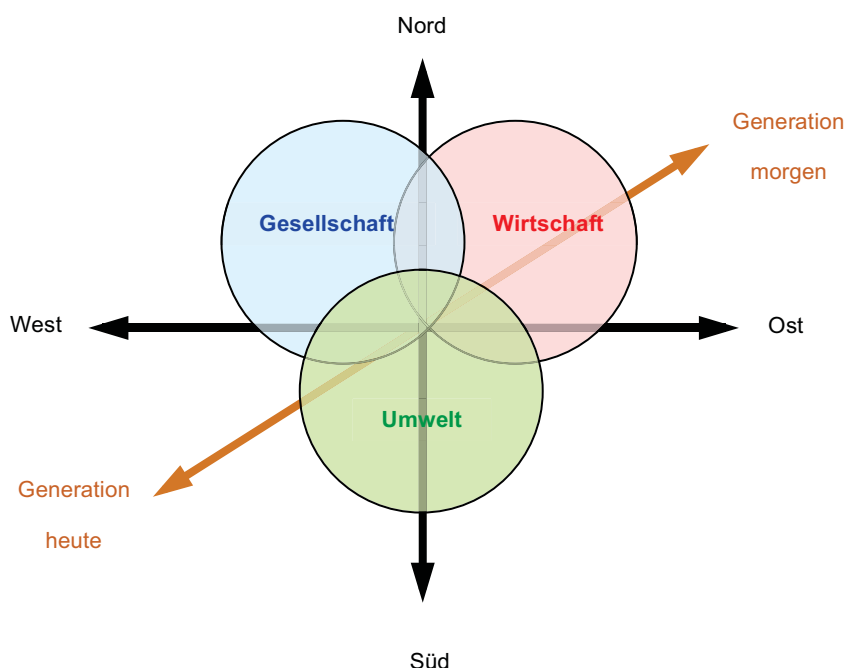 Nord
Generation
morgen
Gesellschaft
Wirtschaft
West
Ost
Umwelt
Generation
heute
Süd